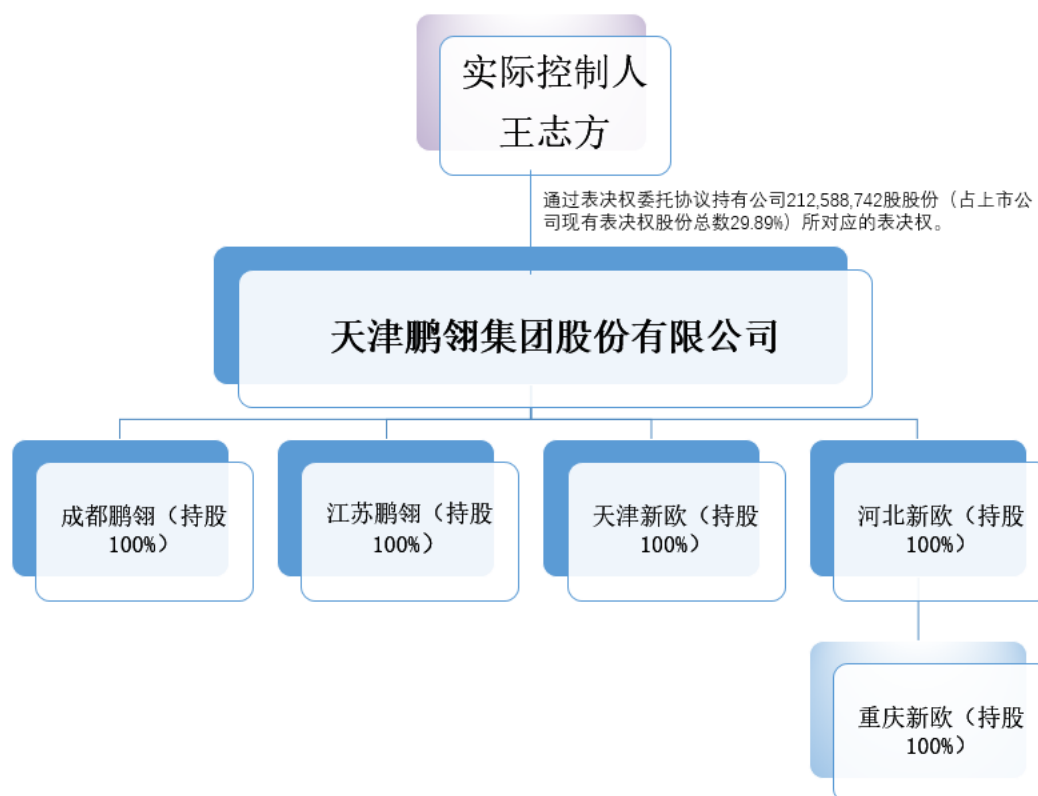 实际控制人
王志方
通过表决权委托协议持有公司212,588,742股股份（占上市公
司现有表决权股份总数29.89%）所对应的表决权。
天津鹏翎集团股份有限公司
成都鹏翎（持股
100%）
江苏鹏翎（持股
100%）
天津新欧（持股
100%）
河北新欧（持股
100%）
重庆新欧（持股
100%）